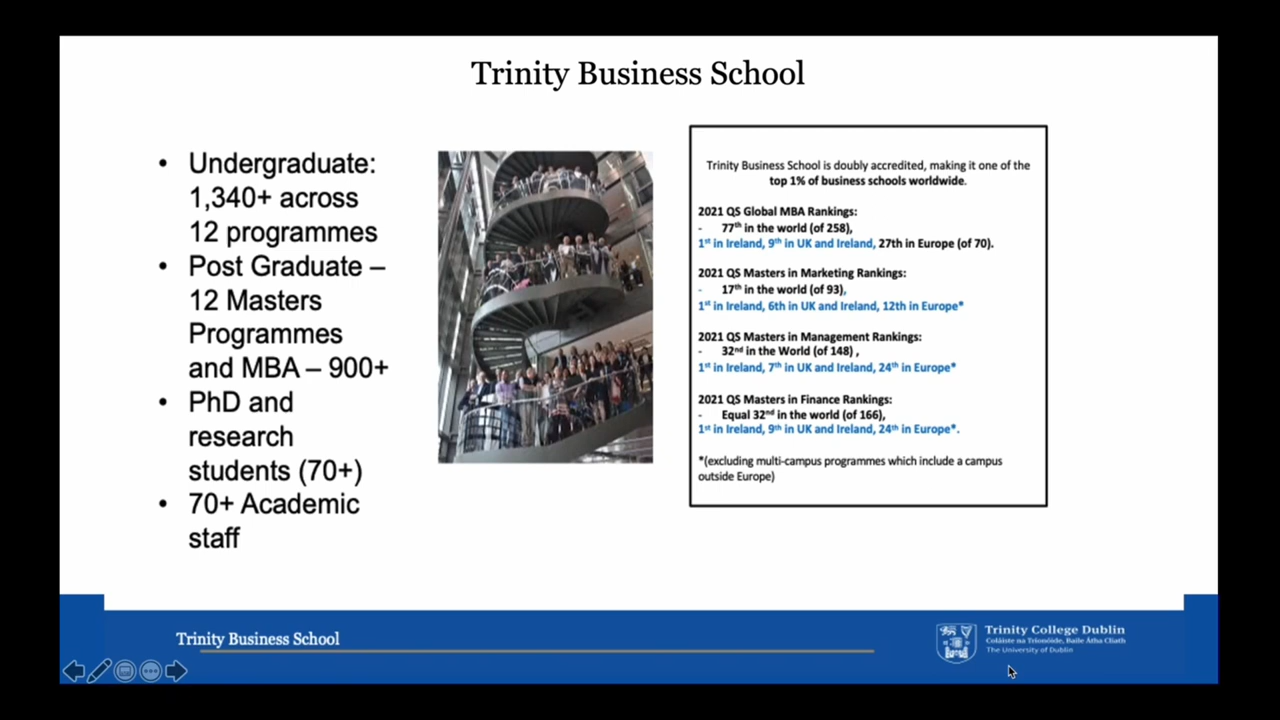 Trinity Business School
• Undergraduate:
1,340+ across
12 programmes
• Post Graduate –
12 Masters
Programmes
and MBA – 900+
• PhD and
research
students (70+)
• 70+ Academic
staff
Trinity Business School is doubly accredited, making it one of the
top 1% of business schools worldwide.
2021 QS Global MBA Rankings:
- 77th in the world (of 258),
1st in Ireland, 9th in UK and Ireland, 27th in Europe (of 70).
2021 QS Masters in Marketing Rankings:
- 17th in the world (of 93),
1st in Ireland, 6th in UK and Ireland, 12th in Europe*
2021 QS Masters in Management Rankings:
- 32nd in the World (of 148) ,
1st in Ireland, 7th in UK and Ireland, 24th in Europe*
2021 QS Masters in Finance Rankings:
- Equal 32nd in the world (of 166),
1st in Ireland, 9th in UK and Ireland, 24th in Europe*.
*(excluding multi-campus programmes which include a campus
outside Europe)
Trinity Business School
Trinity College Dublin
Coláiste na Tríonóide, Baile Átha Cliath
The University of Dublin